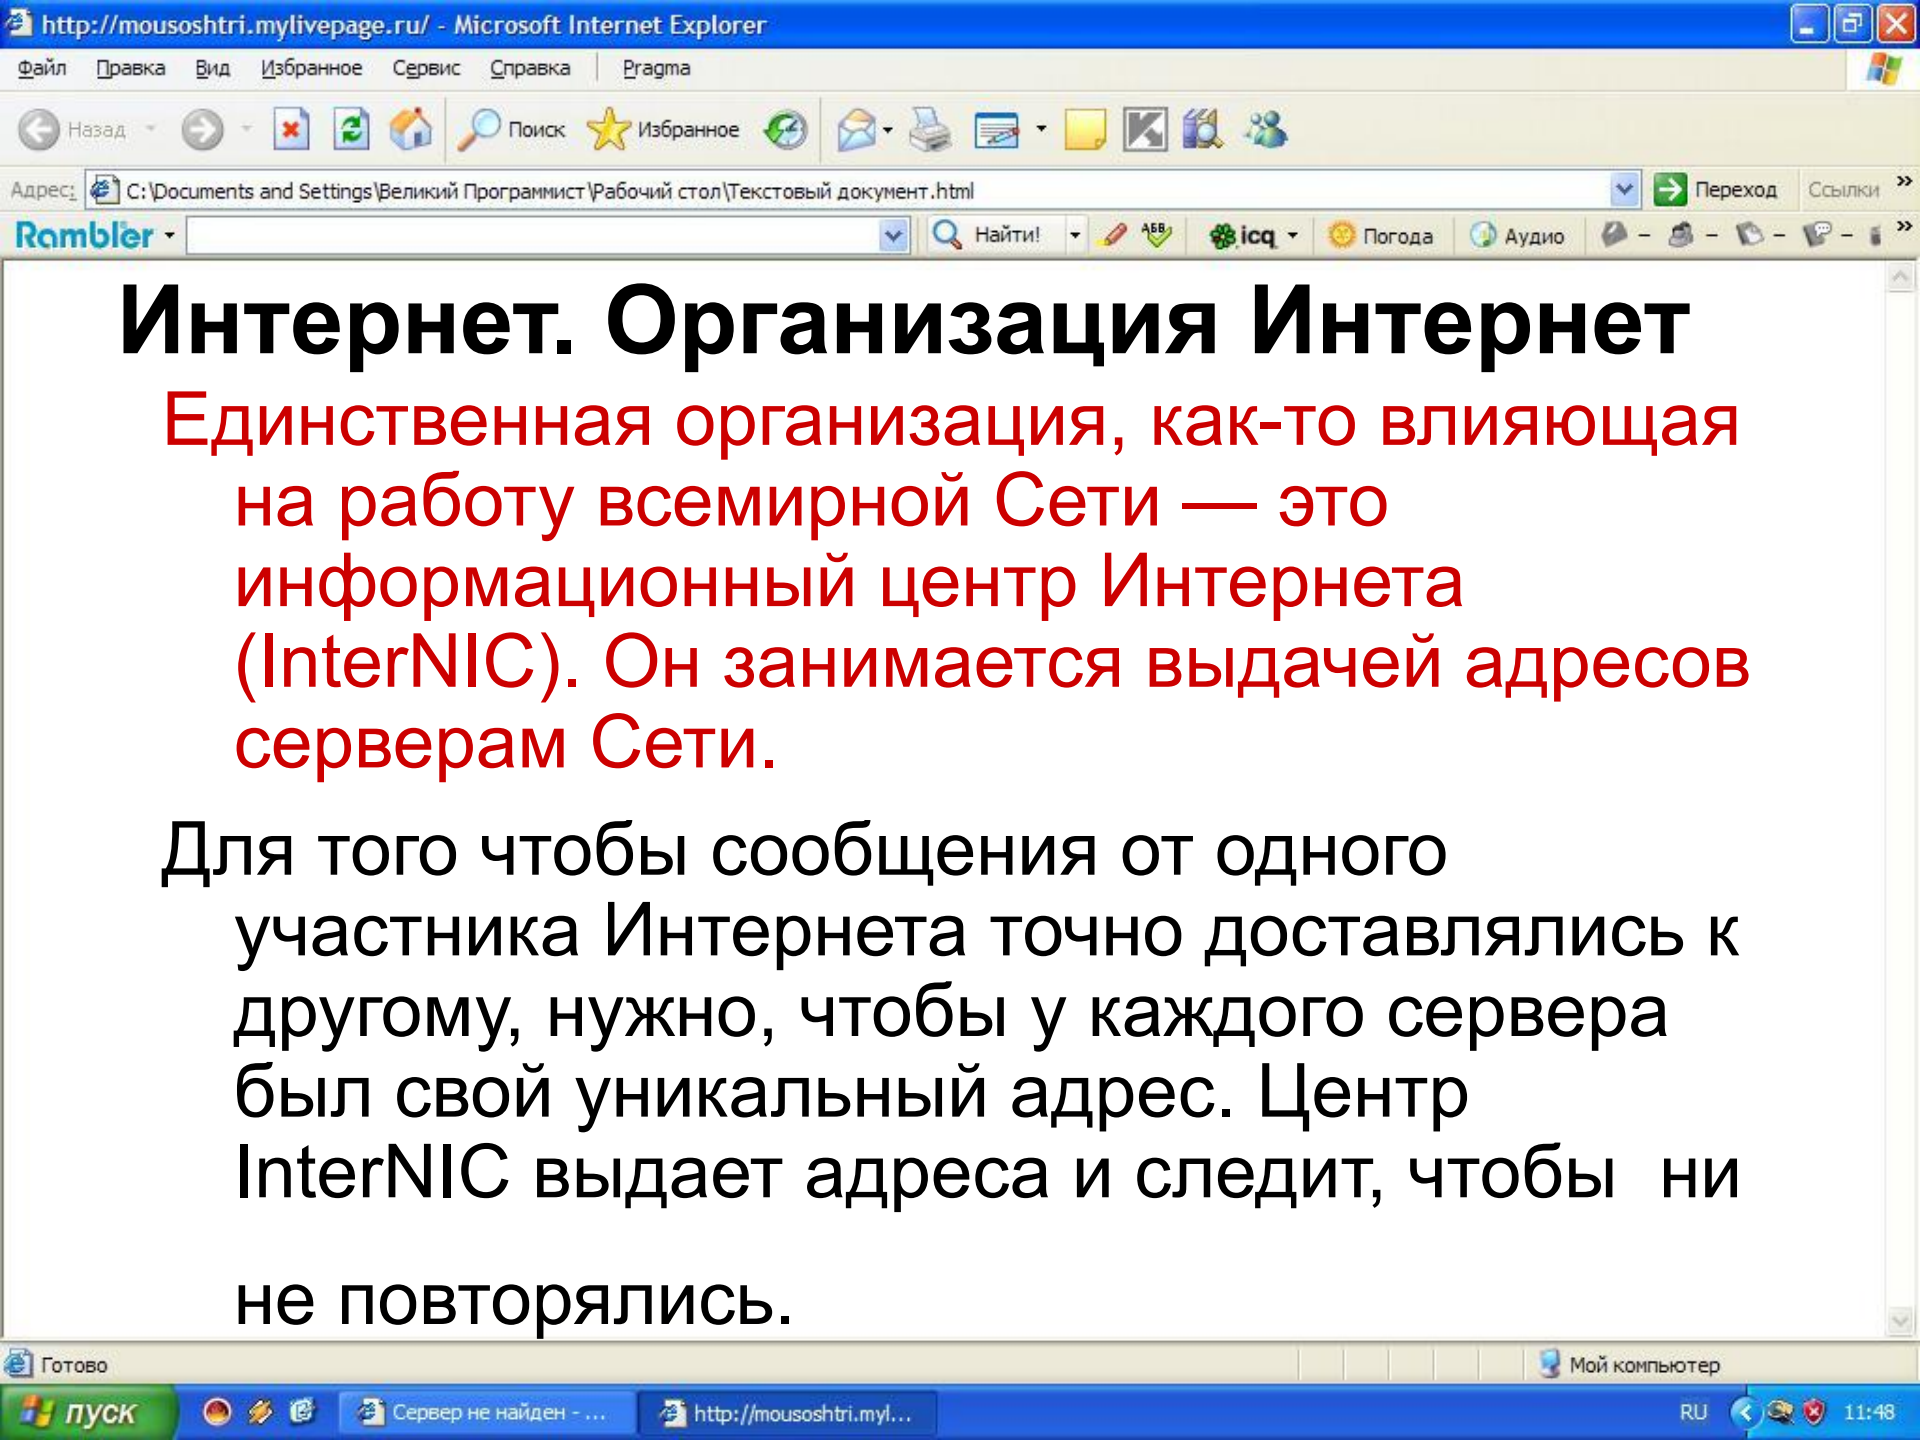 http://mousoshtri.mylivepage.ru/ - Microsoft Internet Explorer
Файл Правка Вид Избранное Сервис Справка Pragma
Назад Поиск Избранное
Адрес: C:\Documents and Settings\Великий Программист\Рабочий стол\Текстовый документ.html Переход Ссылки »
Rambler Найти! АБВ icq Погода Аудио »
Интернет. Организация Интернет
Единственная организация, как-то влияющая
на работу всемирной Сети — это
информационный центр Интернета
(InterNIC). Он занимается выдачей адресов
серверам Сети.
Для того чтобы сообщения от одного
участника Интернета точно доставлялись к
другому, нужно, чтобы у каждого сервера
был свой уникальный адрес. Центр
InterNIC выдает адреса и следит, чтобы ни
не повторялись.
Готово Мой компьютер
пуск Сервер не найден - ... http://mousoshtri.myl... RU 11:48